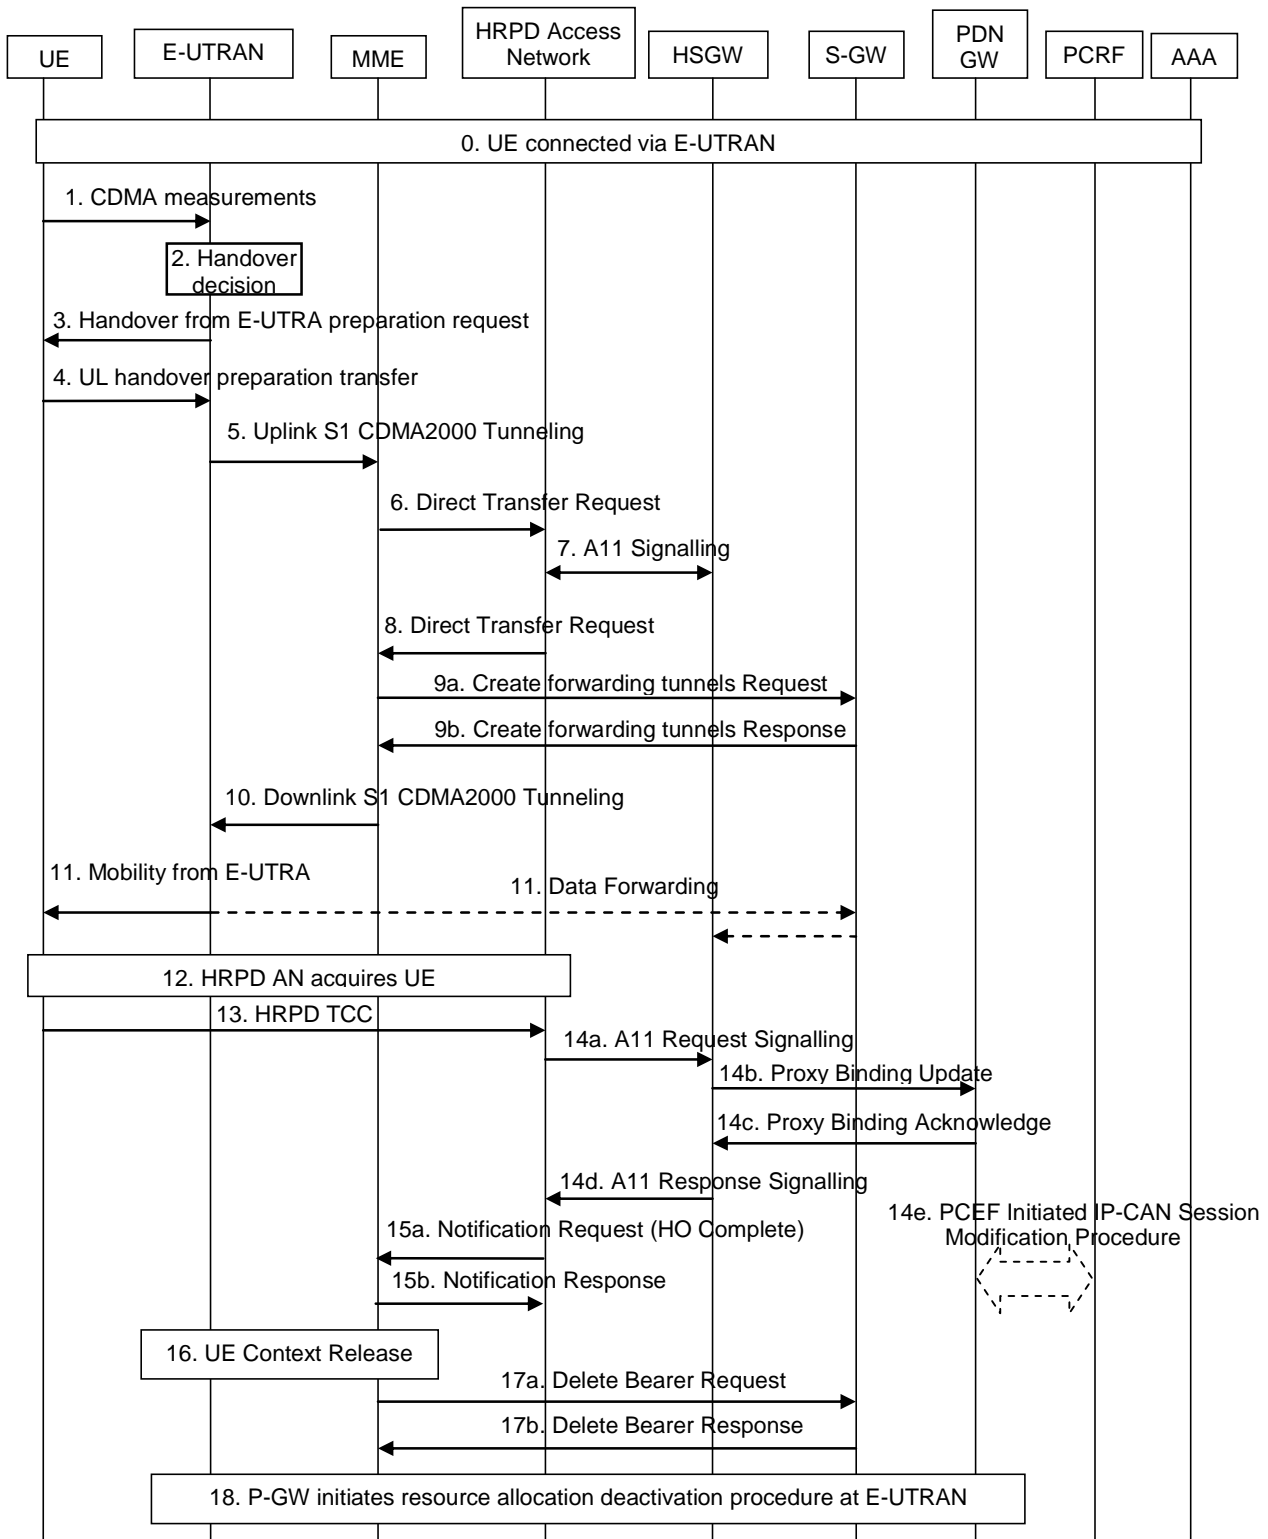 UE
E-UTRAN
MME
HRPD Access
Network
HSGW
S-GW
PDN
GW
PCRF
AAA
0. UE connected via E-UTRAN
1. CDMA measurements
2. Handover
decision
3. Handover from E-UTRA preparation request
4. UL handover preparation transfer
5. Uplink S1 CDMA2000 Tunneling
6. Direct Transfer Request
7. A11 Signalling
8. Direct Transfer Request
9a. Create forwarding tunnels Request
9b. Create forwarding tunnels Response
10. Downlink S1 CDMA2000 Tunneling
11. Mobility from E-UTRA
11. Data Forwarding
12. HRPD AN acquires UE
13. HRPD TCC
14a. A11 Request Signalling
14b. Proxy Binding Update
14c. Proxy Binding Acknowledge
14d. A11 Response Signalling
14e. PCEF Initiated IP-CAN Session
Modification Procedure
15a. Notification Request (HO Complete)
15b. Notification Response
16. UE Context Release
17a. Delete Bearer Request
17b. Delete Bearer Response
18. P-GW initiates resource allocation deactivation procedure at E-UTRAN